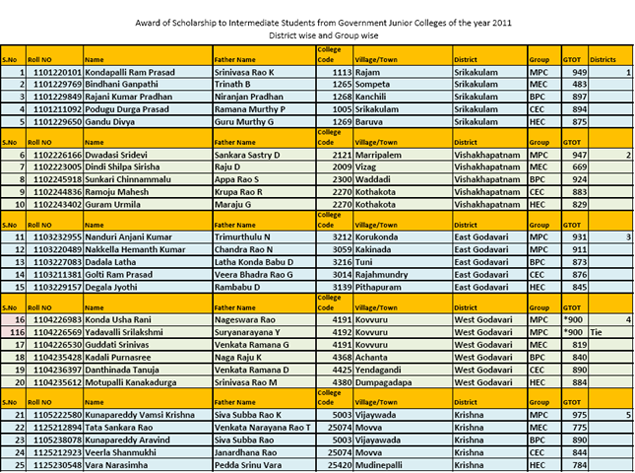 Award of Scholarship to Intermediate Students from Government Junior Colleges of the year 2011
District wise and Group wise
S.No Roll NO Name Father Name College Code Village/Town District Group GTOT Districts
1 1101220101 Kondapalli Ram Prasad Srinivasa Rao K 1113 Rajam Srikakulam MPC 949 1
2 1101229769 Bindhani Ganpathi Trinath B 1265 Sompeta Srikakulam MEC 483
3 1101229849 Rajani Kumar Pradhan Niranjan Pradhan 1268 Kanchili Srikakulam BPC 897
4 1101211092 Podugu Durga Prasad Ramana Murthy P 1005 Srikakulam Srikakulam CEC 894
5 1101229650 Gandu Divya Guru Murthy G 1269 Baruva Srikakulam HEC 875
S.No Roll NO Name Father Name College Code Village/Town District Group GTOT
6 1102226166 Dwadasi Sridevi Sankara Sastry D 2121 Marripalem Vishakhapatnam MPC 947 2
7 1102223005 Dindi Shilpa Sirisha Raju D 2009 Vizag Vishakhapatnam MEC 669
8 1102245918 Sunkari Chinnammalu Appa Rao S 2300 Waddadi Vishakhapatnam BPC 924
9 1102244836 Ramoju Mahesh Krupa Rao R 2270 Kothakota Vishakhapatnam CEC 883
10 1102243402 Guram Urmila Maraju G 2270 Kothakota Vishakhapatnam HEC 829
S.No Roll NO Name Father Name College Code Village/Town District Group GTOT
11 1103232955 Nanduri Anjani Kumar Trimurthulu N 3212 Korukonda East Godavari MPC 931 3
12 1103220489 Nakkella Hemanth Kumar Chandra Rao N 3059 Kakinada East Godavari MPC 911
13 1103227083 Dadala Latha Latha Konda Babu D 3216 Tuni East Godavari BPC 873
14 1103211381 Golti Ram Prasad Veera Bhadra Rao G 3014 Rajahmundry East Godavari CEC 876
15 1103229157 Degala Jyothi Rambabu D 3139 Pithapuram East Godavari HEC 845
S.No Roll NO Name Father Name College Code Village/Town District Group GTOT
16 1104226983 Konda Usha Rani Nageswara Rao 4191 Kovvuru West Godavari MPC *900 4
116 1104226569 Yadavalli Srilakshmi Suryanarayana Y 4192 Kovvuru West Godavari MPC *900 Tie
17 1104226530 Guddati Srinivas Venkata Ramana G 4191 Kovvuru West Godavari MEC 819
18 1104235428 Kadali Purnasree Naga Raju K 4368 Achanta West Godavari BPC 840
19 1104236397 Danthinada Tanuja Venkata Ramana D 4425 Yendagandi West Godavari CEC 890
20 1104235612 Motupalli Kanakadurga Srinivasa Rao M 4380 Dumpagadapa West Godavari HEC 884
S.No Roll NO Name Father Name College Code Village/Town District Group GTOT
21 1105222580 Kunapareddy Vamsi Krishna Siva Subba Rao K 5003 Vijayawada Krishna MPC 975 5
22 1125212894 Tata Sankara Rao Venkata Narayana Rao T 25074 Movva Krishna MEC 775
23 1105238078 Kunapareddy Aravind Siva Subba Rao 5003 Vijayawada Krishna BPC 890
24 1125212923 Veerla Shanmukhi Janardhana Rao 25074 Movva Krishna CEC 844
25 1125230548 Vara Narasimha Pedda Srinu Vara 25420 Mudinepalli Krishna HEC 784